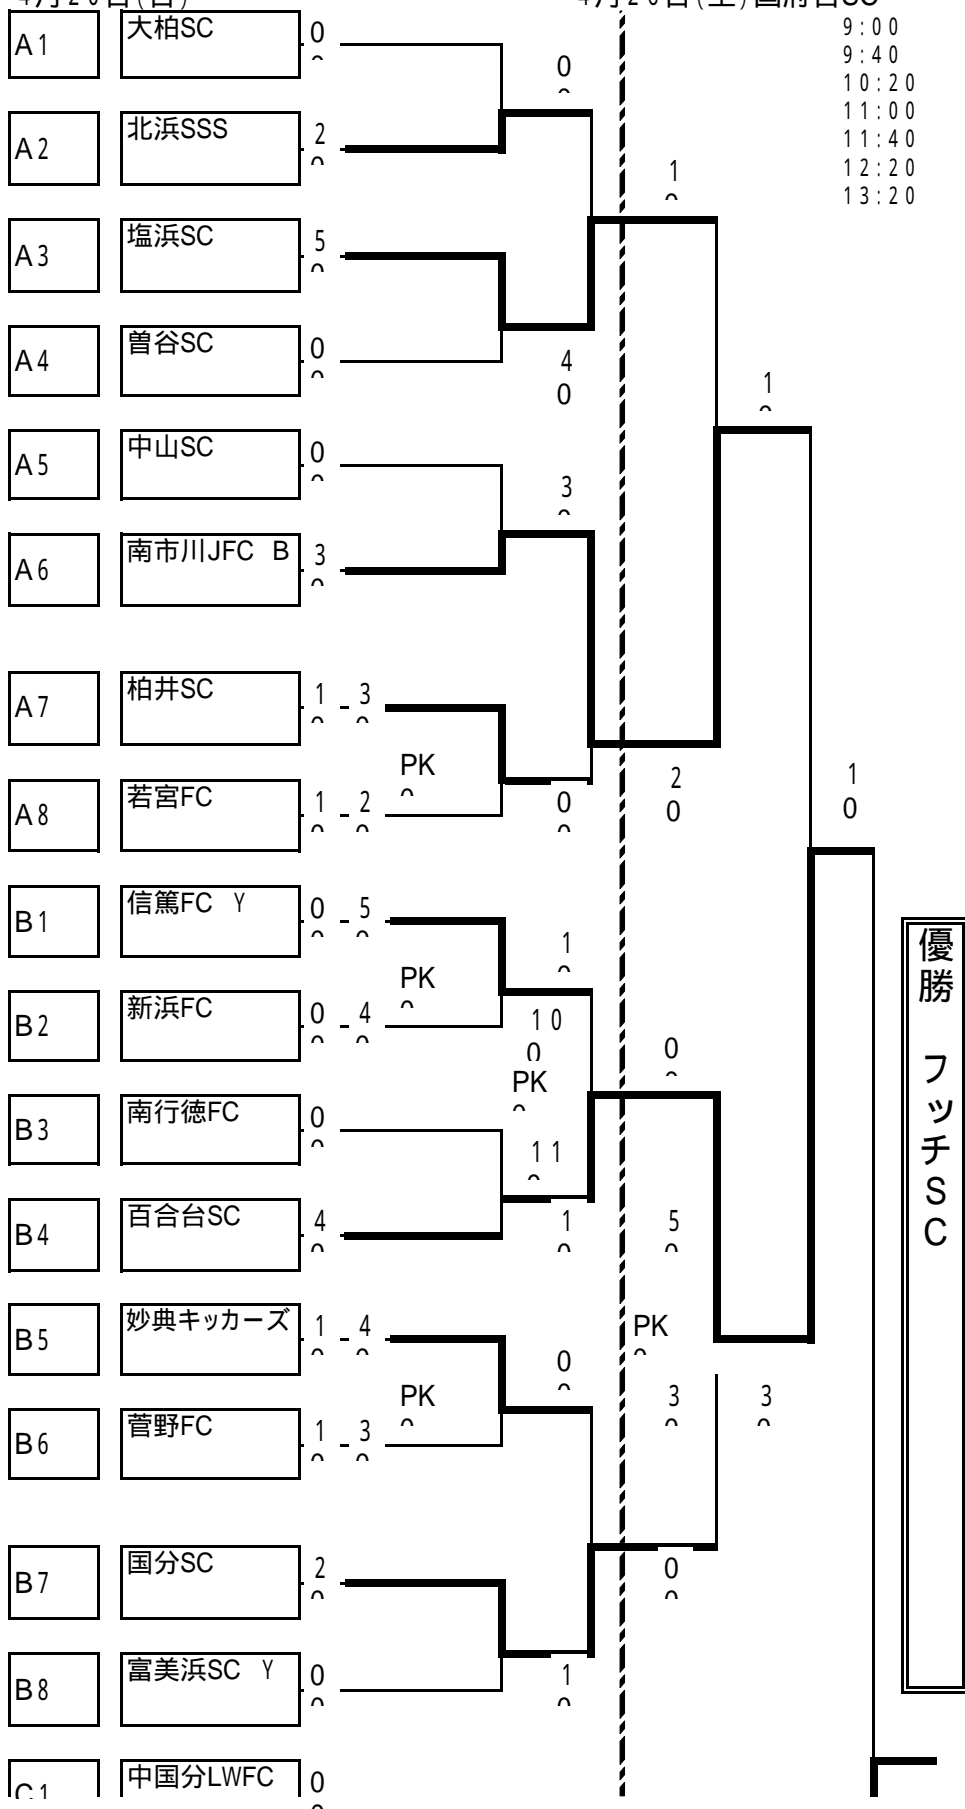 9:00
9:40
10:20
11:00
11:40
12:20
13:20
A1 大柏SC 0
0
A2 北浜SSS 2
1
A3 塩浜SC 5
A4 曽谷SC 0
4
0
1
A5 中山SC 0
3
A6 南市川JFC B 3
A7 柏井SC 1 - 3
PK
2
0
1
0
A8 若宮FC 1 - 2
0
B1 信篤FC Y 0 - 5
1
PK
B2 新浜FC 0 - 4
10
0
0
PK
B3 南行徳FC 0
11
B4 百合台SC 4
1
5
B5 妙典キッカーズ 1 - 4
PK
0
PK
3
3
B6 菅野FC 1 - 3
B7 国分SC 2
0
B8 富美浜SC Y 0
1
C1 中国分LWFC 0
優勝 フッチSC